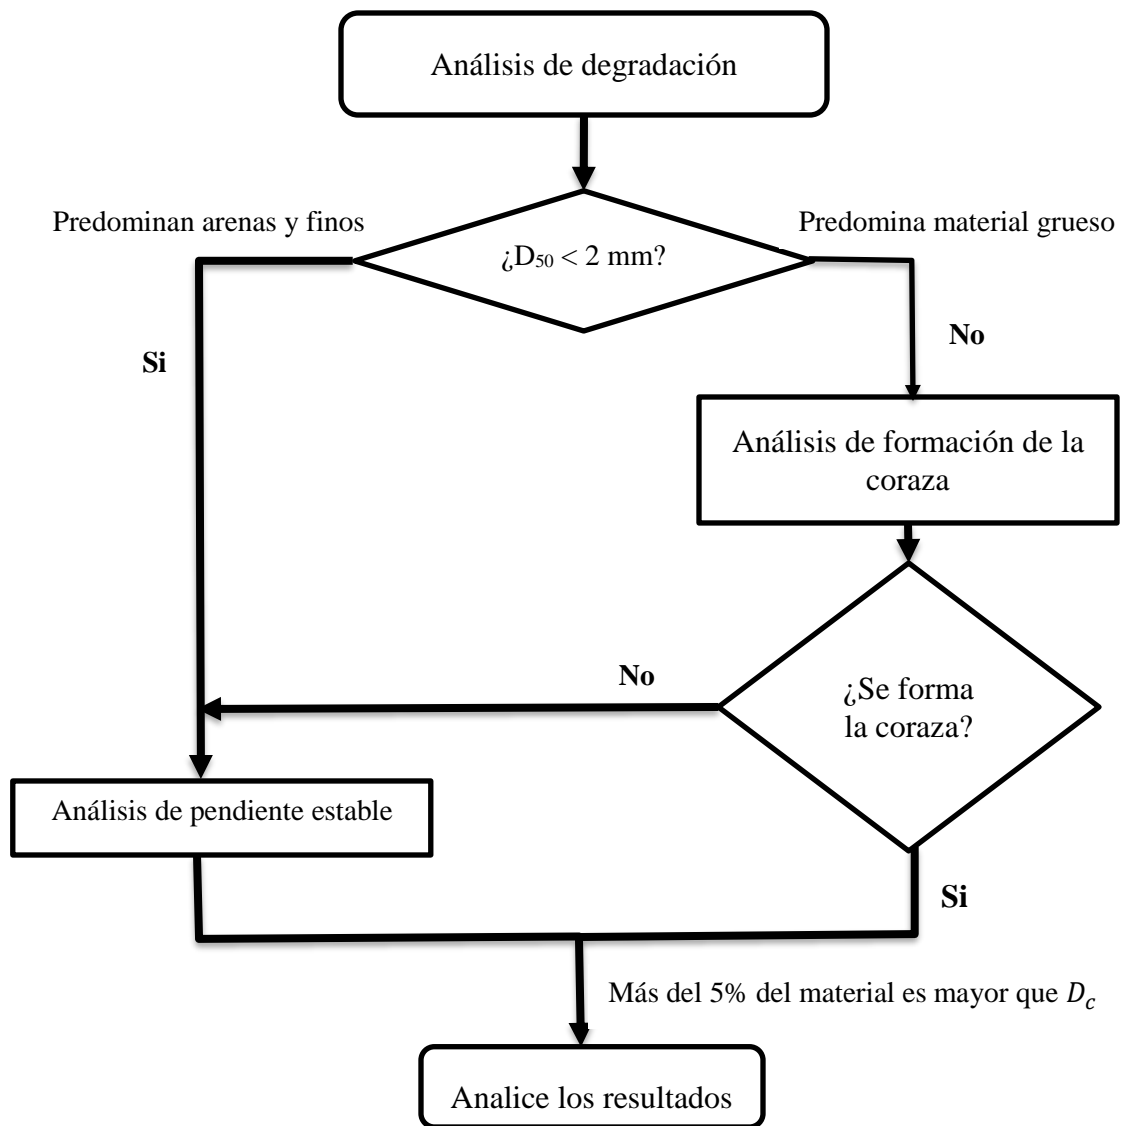 Análisis de degradación
Predominan arenas y finos
Predomina material grueso
¿D₅₀ < 2 mm?
Si
No
Análisis de formación de la
coraza
No
¿Se forma
la coraza?
Análisis de pendiente estable
Si
Más del 5% del material es mayor que 𝐷𝑐
Analice los resultados